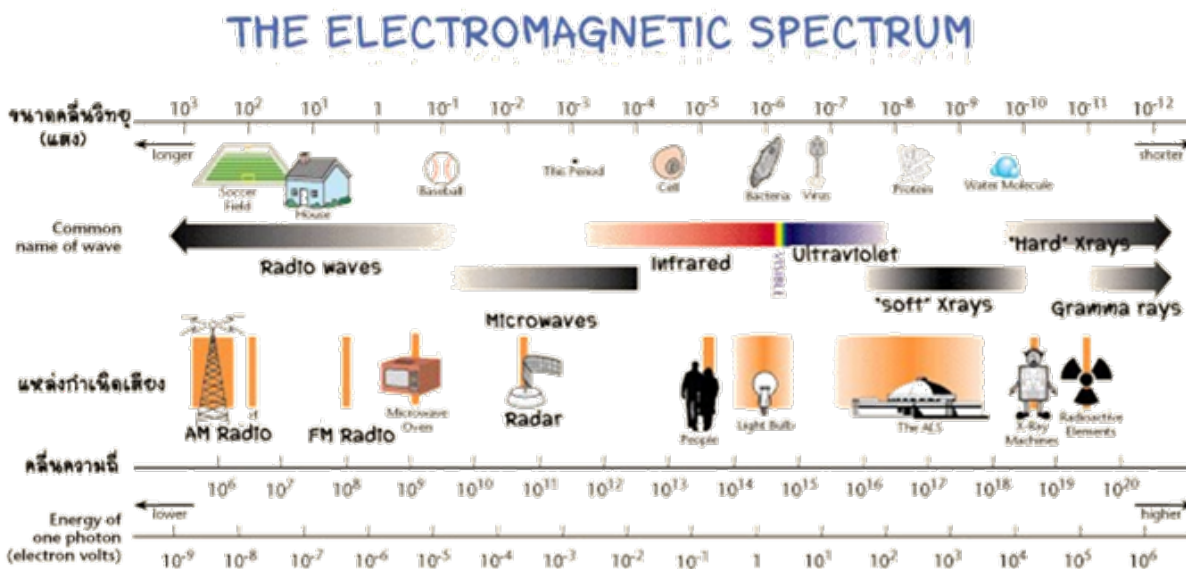 THE ELECTROMAGNETIC SPECTRUM
ขนาดคลื่นวิทยุ
(แสง)
10³ 10² 10¹ 1 10⁻¹ 10⁻² 10⁻³ 10⁻⁴ 10⁻⁵ 10⁻⁶ 10⁻⁷ 10⁻⁸ 10⁻⁹ 10⁻¹⁰ 10⁻¹¹ 10⁻¹²
longer
shorter
Soccer
Field
House
Baseball
This Period
Cell
Bacteria
Virus
Protein
Water Molecule
Common
name of wave
Radio waves
Microwaves
Infrared
VISIBLE
Ultraviolet
"soft" Xrays
"Hard" Xrays
Gramma rays
แหล่งกำเนิดเสียง
AM Radio
rf
FM Radio
Microwave
Oven
Radar
People
Light Bulb
The ALS
X-Ray
Machines
Radioactive
Elements
คลื่นความถี่
10⁶ 10⁷ 10⁸ 10⁹ 10¹⁰ 10¹¹ 10¹² 10¹³ 10¹⁴ 10¹⁵ 10¹⁶ 10¹⁷ 10¹⁸ 10¹⁹ 10²⁰
lower
higher
Energy of
one photon
(electron volts)
10⁻⁹ 10⁻⁸ 10⁻⁷ 10⁻⁶ 10⁻⁵ 10⁻⁴ 10⁻³ 10⁻² 10⁻¹ 1 10¹ 10² 10³ 10⁴ 10⁵ 10⁶